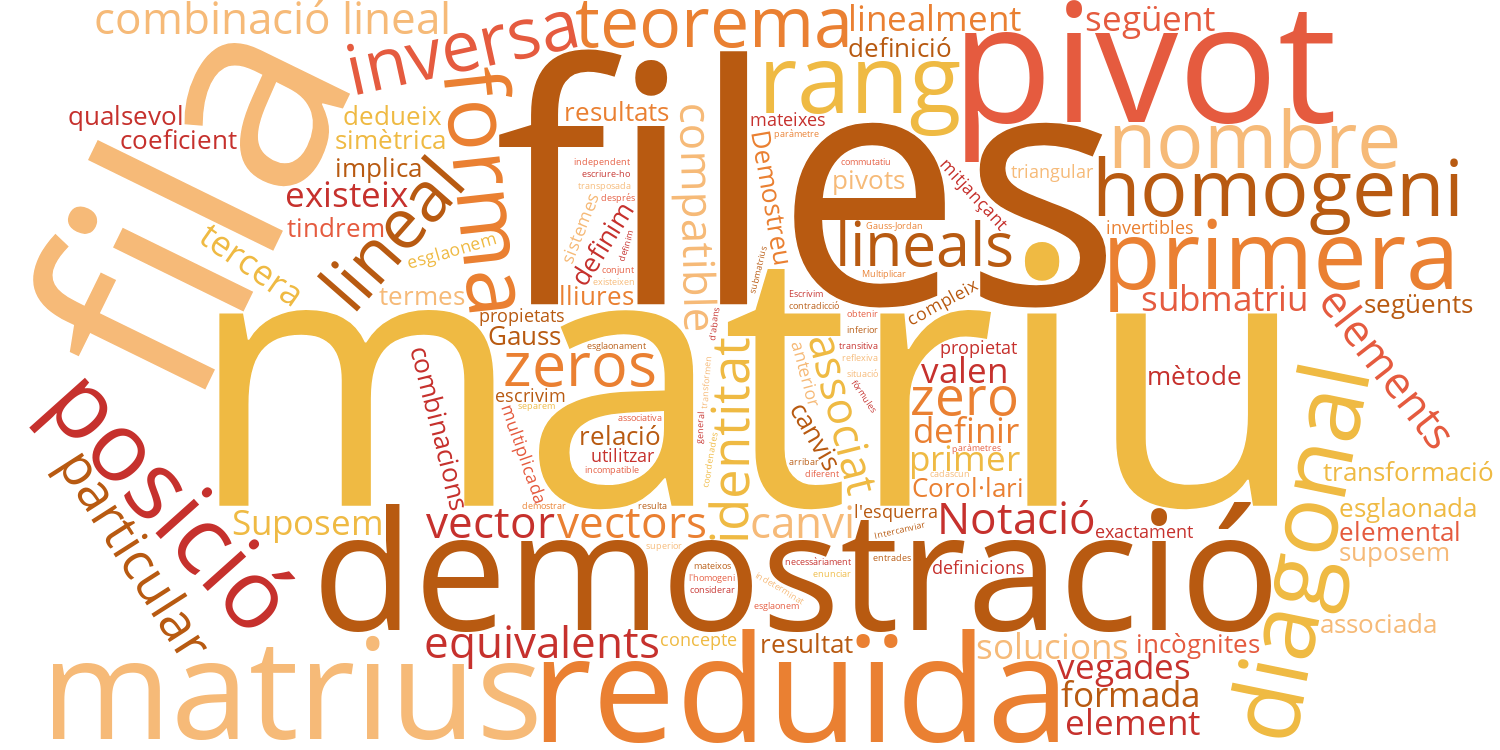 combinació lineal
inversa
teorema
linealment
definició
pivot
següent
fila
files
rang
nombre
homogeni
primera
qualsevol
coeficient
dedueix
simètrica
implica
existeix
tindrem
lineal
forma
resultats
compatible
Demostreu
mateixes
paràmetre
commutatiu
pivots
mitjançant
triangular
invertibles
independent
escriure-ho
transposada
després
sistemes
definim
definim
conjunt
existeixen
lliures
tercera
esglaonem
termes
propietats
Gauss
esglaonament
Gauss-Jordan
lineals
Multiplicar
submatrius
Escrivim
contradicció
d'abans
compleix
submatriu
següents
elements
matriu
obtenir
inferior
transitiva
reflexiva
situació
fórmules
propietat
valen
zero
definir
paràmetres
primer
cadascun
Corol·lari
mètode
zeros
escrivim
separem
combinacions
multiplicada
associativa
relació
utilitzar
incompatible
transformen
general
coordenades
identitat
anterior
associat
canvis
arribar
diferent
posició
particular
Suposem
vector
vectors
demostrar
resulta
canvi
l'esquerra
Intercanviar
Notació
exactament
diagonal
transformació
esglaonada
elemental
suposem
associada
demostració
superior
mateixos
l'homogeni
considerar
indeterminat
esglaonem
necessàriament
enunciar
entrades
definicions
equivalents
concepte
resultat
solucions
incògnites
vegades
formada
element
matrius
reduïda